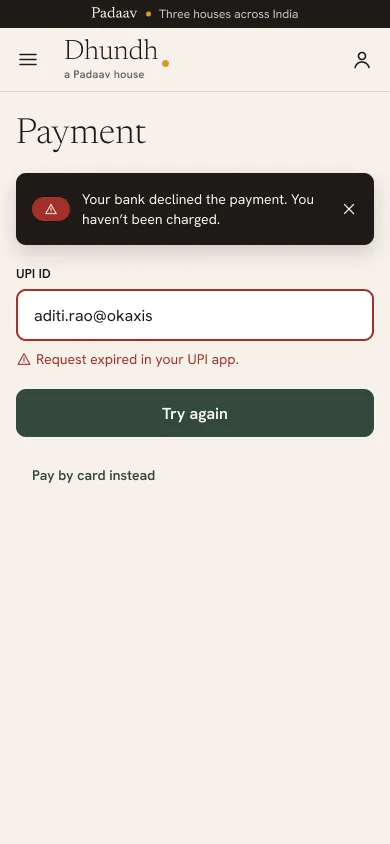 Padaav • Three houses across India
Dhundh
a Padaav house
Payment
Your bank declined the payment. You
haven’t been charged.
UPI ID
aditi.rao@okaxis
Request expired in your UPI app.
Try again
Pay by card instead